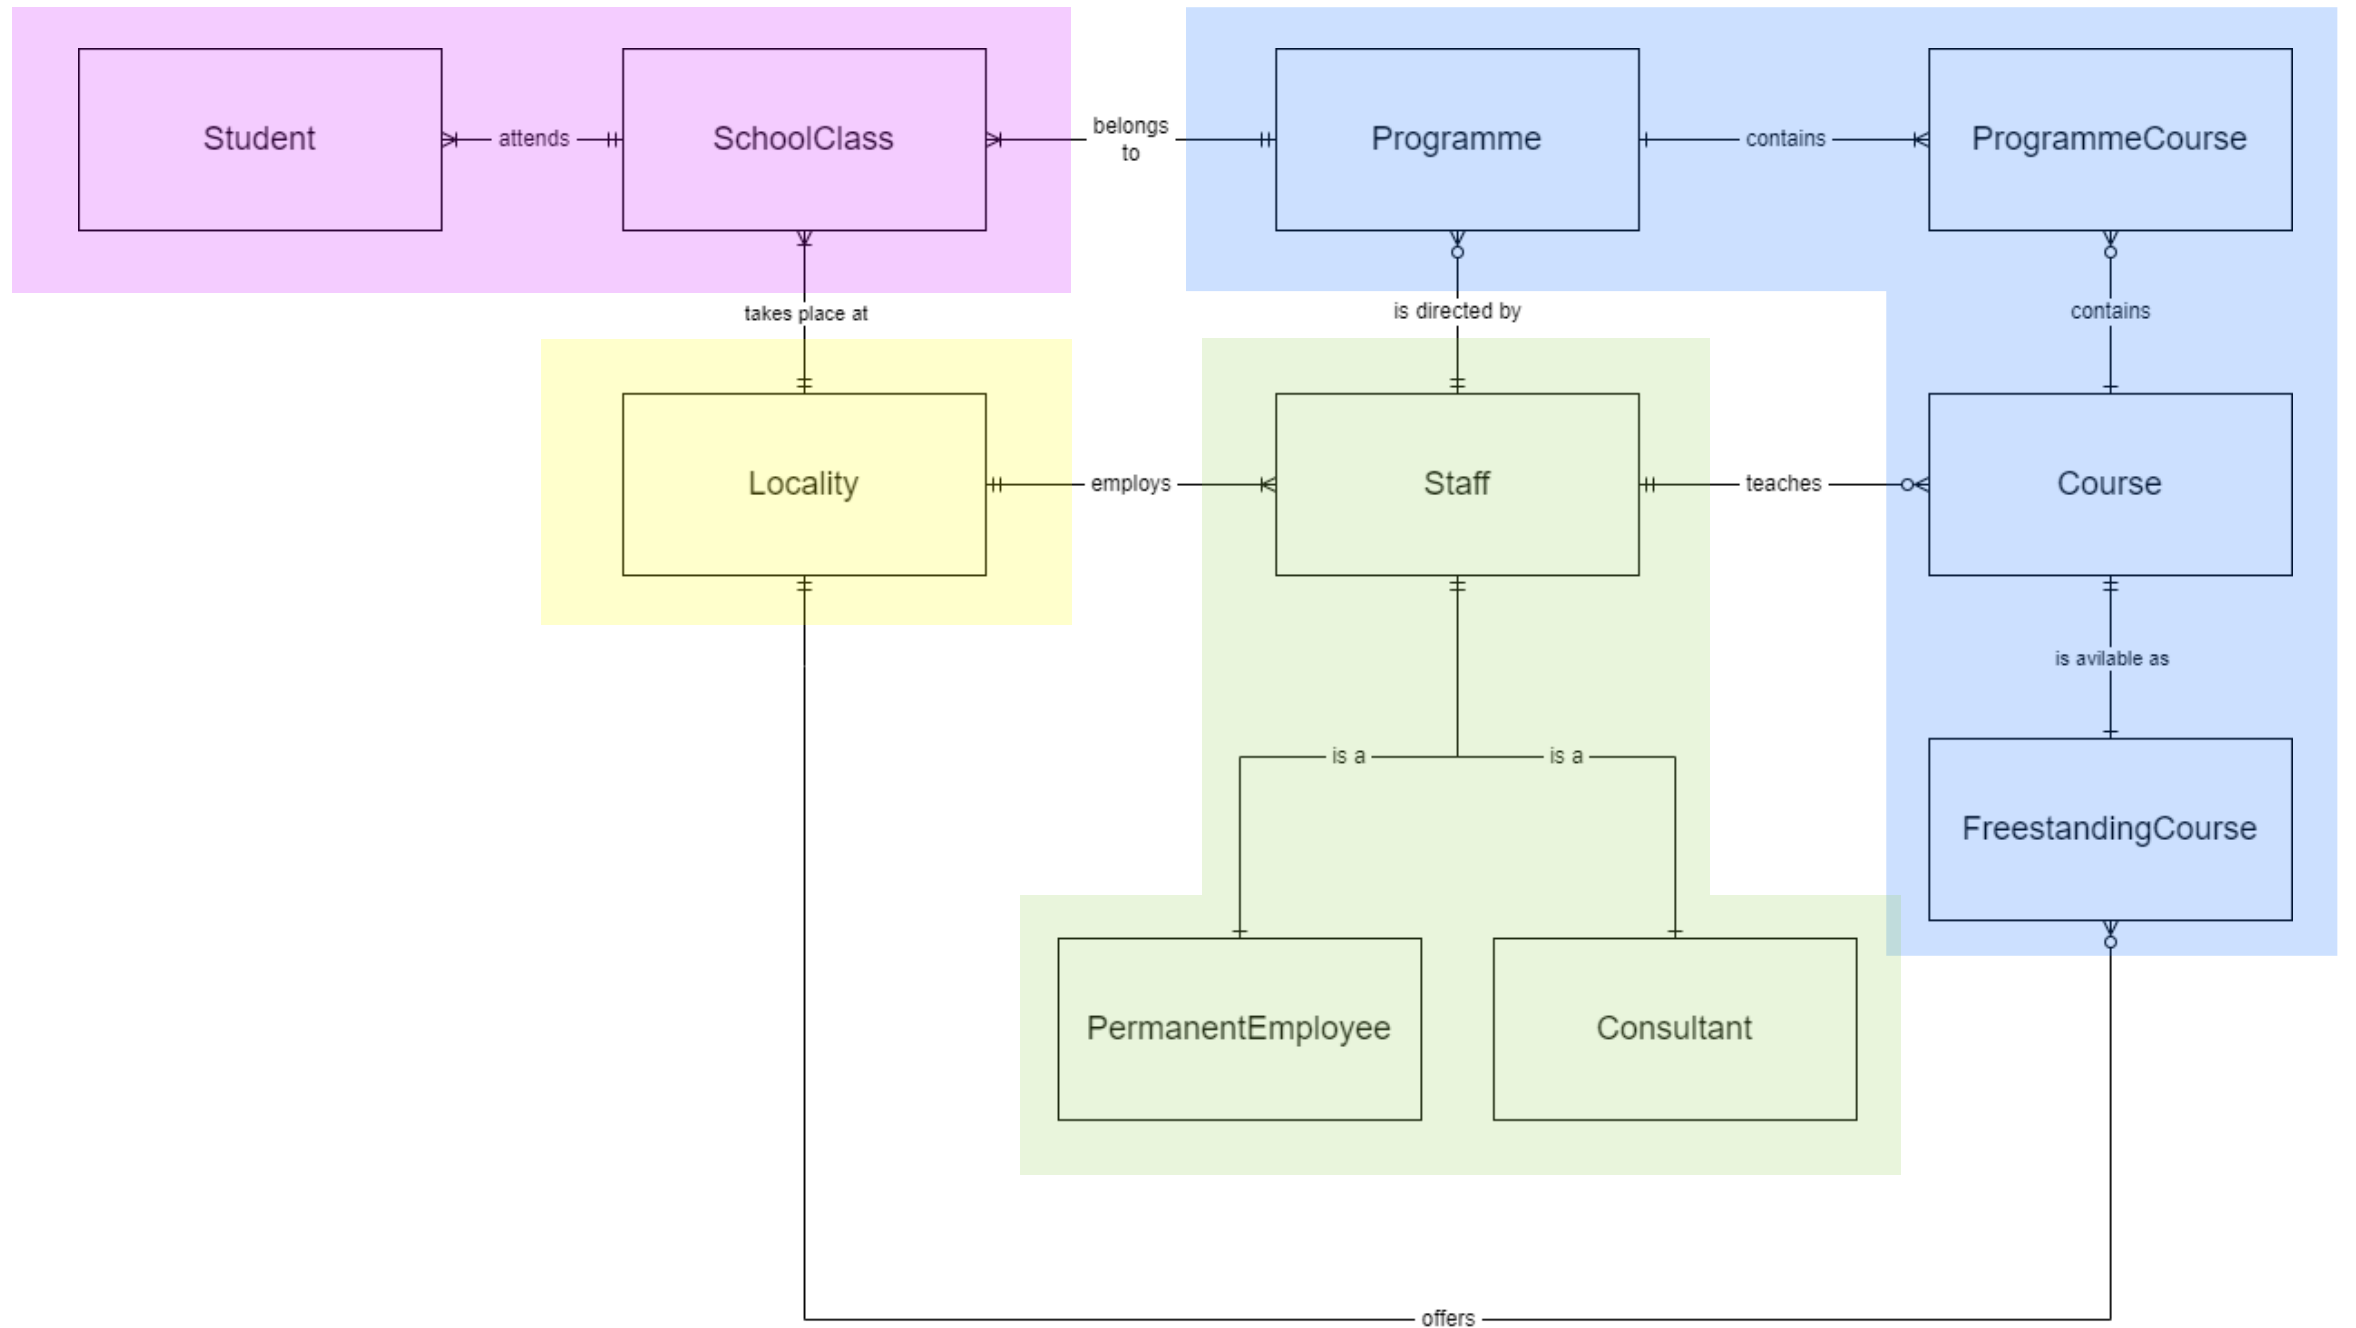 Student
attends
SchoolClass
belongs
to
Programme
contains
ProgrammeCourse
takes place at
is directed by
contains
Locality
employs
Staff
teaches
Course
is avilable as
is a
is a
FreestandingCourse
PermanentEmployee
Consultant
offers